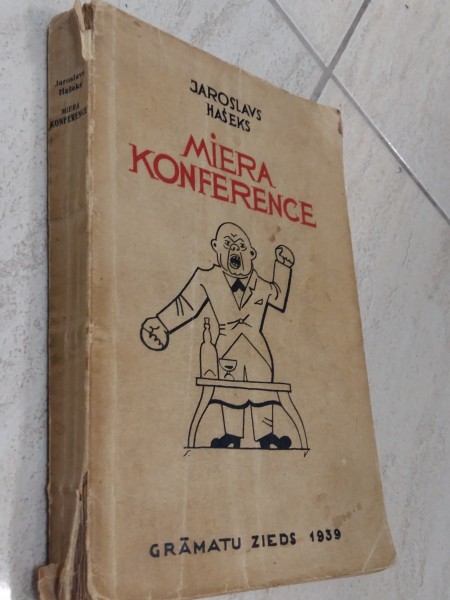 Jaroslavs
Hašeks
MIERA
KONFERENCE
JAROSLAVS
HAŠEKS
MIERA
KONFERENCE
GRĀMATU ZIEDS 1939